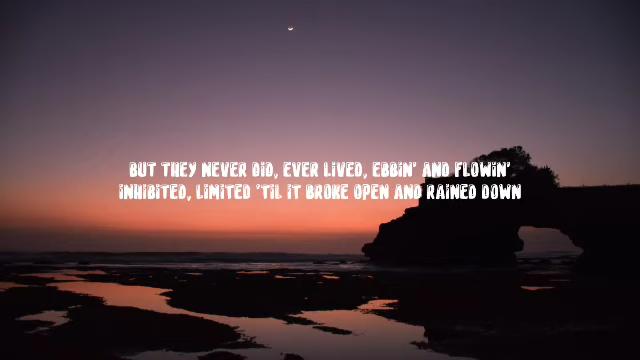 BUT THEY NEVER DID, EVER LIVED, EBBIN' AND FLOWIN'
INHIBITED, LIMITED 'TIL IT BROKE OPEN AND RAINED DOWN